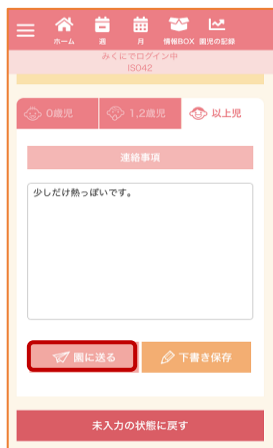 ホーム 週 月 情報BOX 園児の記録
みくにでログイン中
IS042
0歳児 1,2歳児 以上児
連絡事項
少しだけ熱っぽいです。
園に送る 下書き保存
未入力の状態に戻す